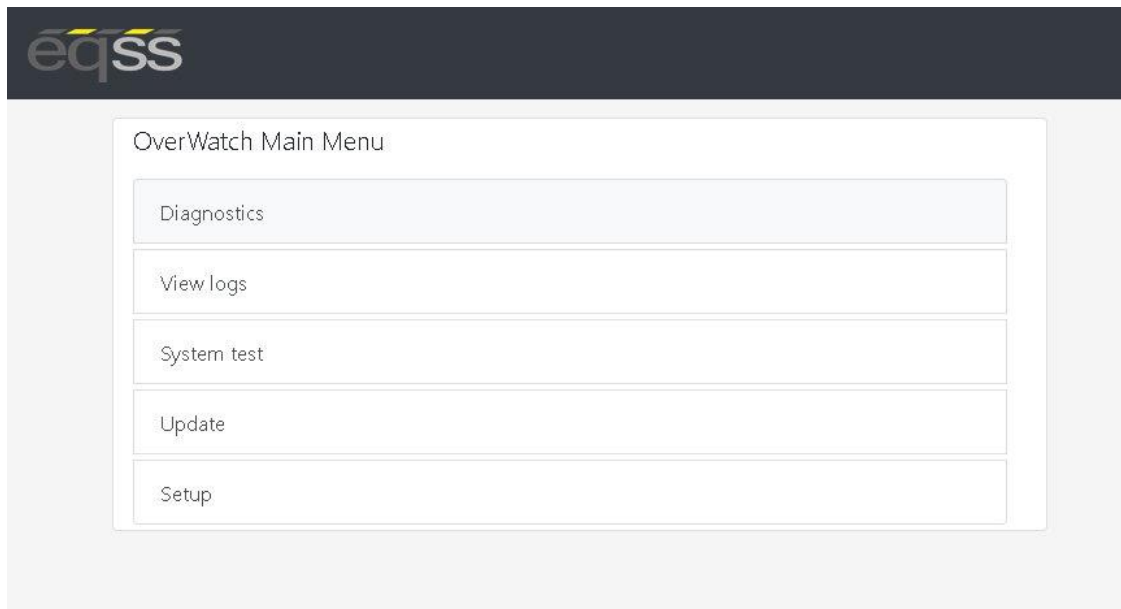 eqss
OverWatch Main Menu
Diagnostics
View logs
System test
Update
Setup